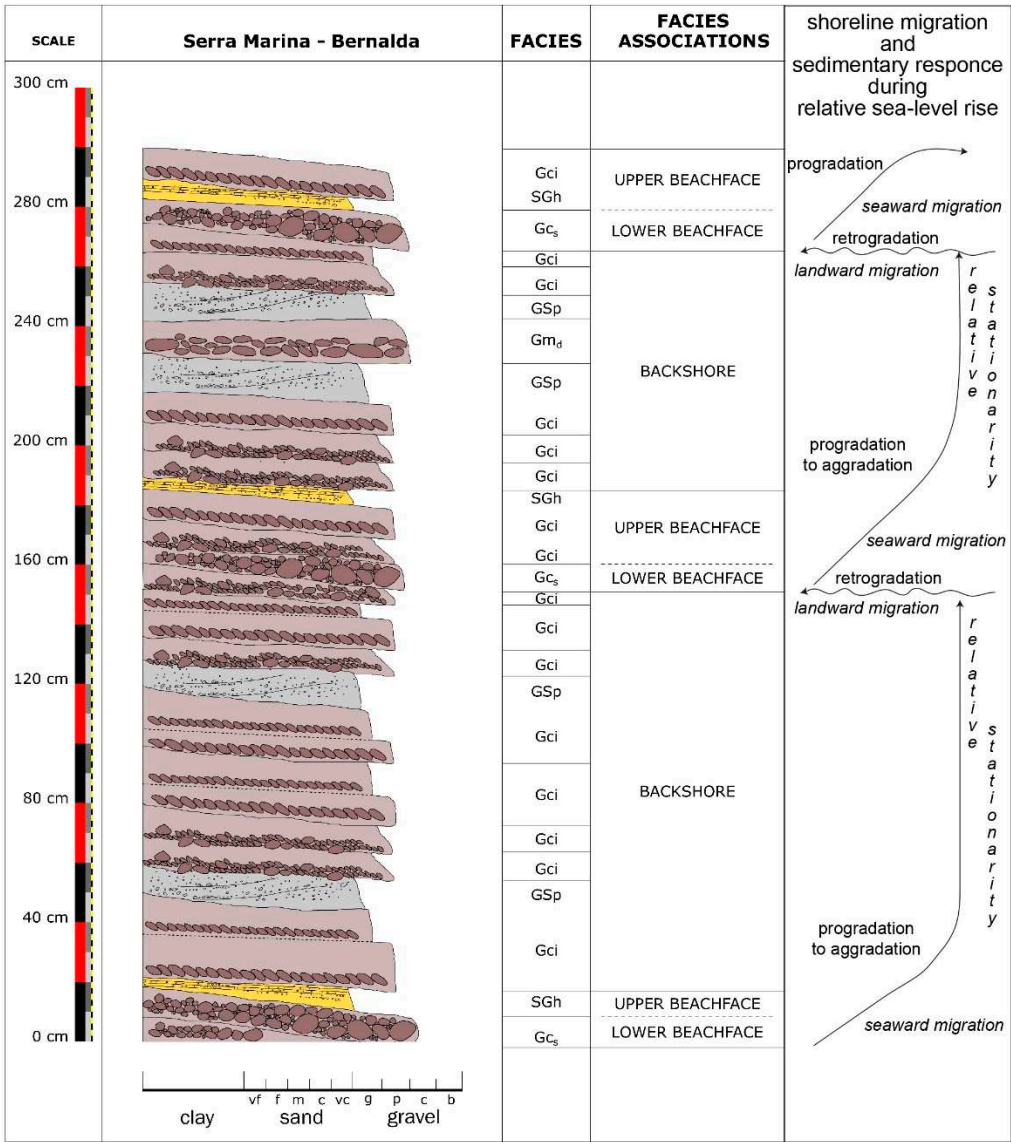 SCALE
Serra Marina - Bernalda
FACIES
FACIES
ASSOCIATIONS
shoreline migration
and
sedimentary responce
during
relative sea-level rise
300 cm
280 cm
240 cm
200 cm
160 cm
120 cm
80 cm
40 cm
0 cm
Gci
SGh
Gcs
Gci
Gci
GSp
Gmd
GSp
Gci
Gci
Gci
SGh
Gci
Gci
Gcs
Gci
Gci
Gci
GSp
Gci
Gci
Gci
Gci
GSp
Gci
SGh
Gcs
UPPER BEACHFACE
LOWER BEACHFACE
BACKSHORE
UPPER BEACHFACE
LOWER BEACHFACE
BACKSHORE
UPPER BEACHFACE
LOWER BEACHFACE
progradation
seaward migration
retrogradation
landward migration
relative
stationarity
progradation
to aggradation
seaward migration
retrogradation
landward migration
relative
stationarity
progradation
to aggradation
seaward migration
vf f m c vc g p c b
clay sand gravel